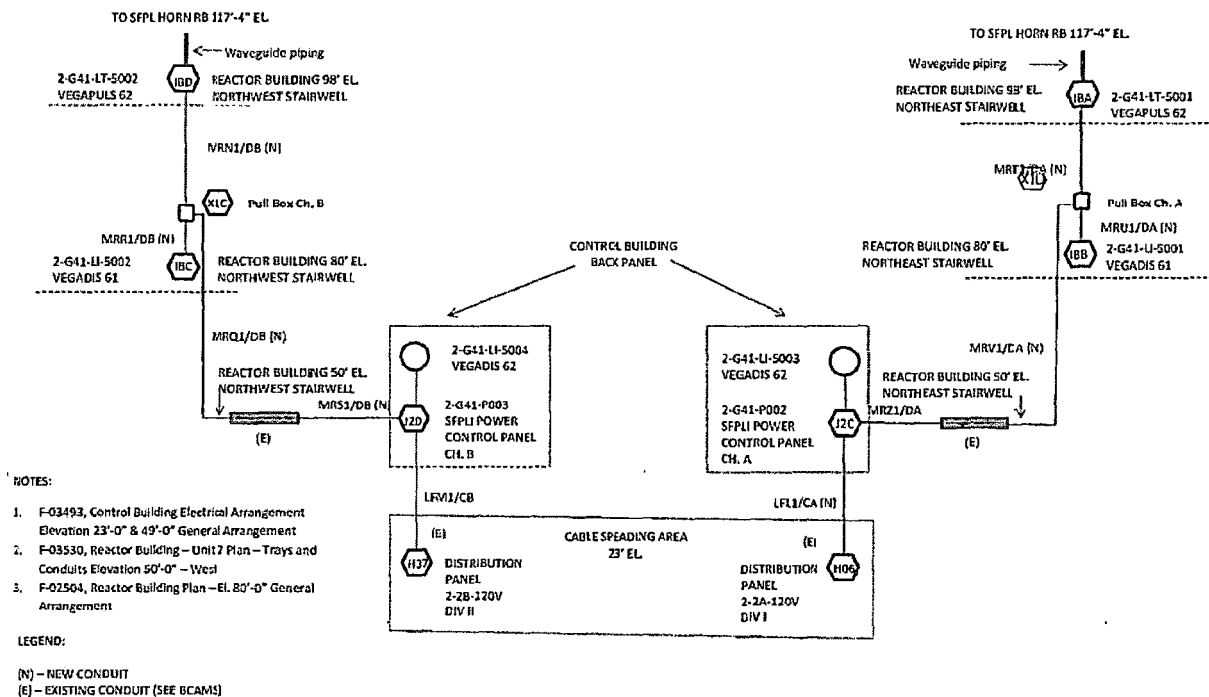 TO SFPL HORN RB 117'-4" EL.
Waveguide piping
2-G41-LT-5002
VEGAPULS 62
IBD
REACTOR BUILDING 98' EL.
NORTHWEST STAIRWELL
MRN1/DB (N)
X1C
Pull Box Ch. B
MRR1/DB (N)
2-G41-LI-5002
VEGADIS 61
IBC
REACTOR BUILDING 80' EL.
NORTHWEST STAIRWELL
MRQ1/DB (N)
REACTOR BUILDING 50' EL.
NORTHWEST STAIRWELL
MRS1/DB (N)
(E)
TO SFPL HORN RB 117'-4" EL.
Waveguide piping
REACTOR BUILDING 98' EL.
NORTHEAST STAIRWELL
IBA
2-G41-LT-5001
VEGAPULS 62
(N)
Pull Box Ch. A
MRU1/DA (N)
REACTOR BUILDING 80' EL.
NORTHEAST STAIRWELL
IBB
2-G41-LI-5001
VEGADIS 61
MRV1/DA (N)
REACTOR BUILDING 50' EL.
NORTHEAST STAIRWELL
MRZ1/DA
(E)
CONTROL BUILDING
BACK PANEL
2-G41-LI-5004
VEGADIS 62
J2D
2-G41-P003
SFPLI POWER
CONTROL PANEL
CH. B
2-G41-LI-5003
VEGADIS 62
2-G41-P002
SFPLI POWER
CONTROL PANEL
CH. A
J2C
LFM1/CB
(E)
LFL1/CA (N)
(E)
CABLE SPEADING AREA
23' EL.
H37
DISTRIBUTION
PANEL
2-2B-120V
DIV II
DISTRIBUTION
PANEL
2-2A-120V
DIV I
H06
NOTES:
1. F-03493, Control Building Electrical Arrangement
Elevation 23'-0" & 49'-0" General Arrangement
2. F-03530, Reactor Building – Unit 2 Plan – Trays and
Conduits Elevation 50'-0" – West
3. F-02504, Reactor Building Plan – El. 80'-0" General
Arrangement
LEGEND:
(N) – NEW CONDUIT
(E) – EXISTING CONDUIT (SEE BCAMS)